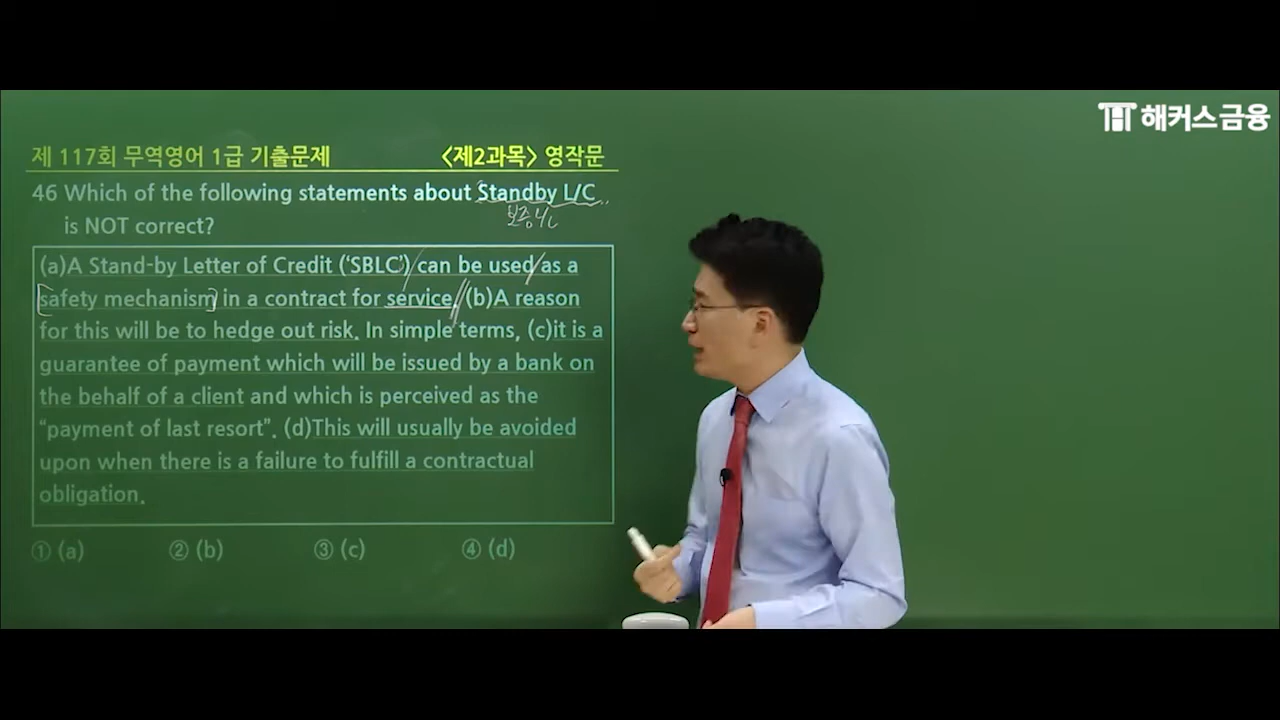 해커스금융
제 117회 무역영어 1급 기출문제 <제2과목> 영작문
46 Which of the following statements about Standby L/C
is NOT correct?
보증 L/C
(a)A Stand-by Letter of Credit (‘SBLC’) can be used as a
safety mechanism in a contract for service. (b)A reason
for this will be to hedge out risk. In simple terms, (c)it is a
guarantee of payment which will be issued by a bank on
the behalf of a client and which is perceived as the
“payment of last resort”. (d)This will usually be avoided
upon when there is a failure to fulfill a contractual
obligation.
① (a) ② (b) ③ (c) ④ (d)